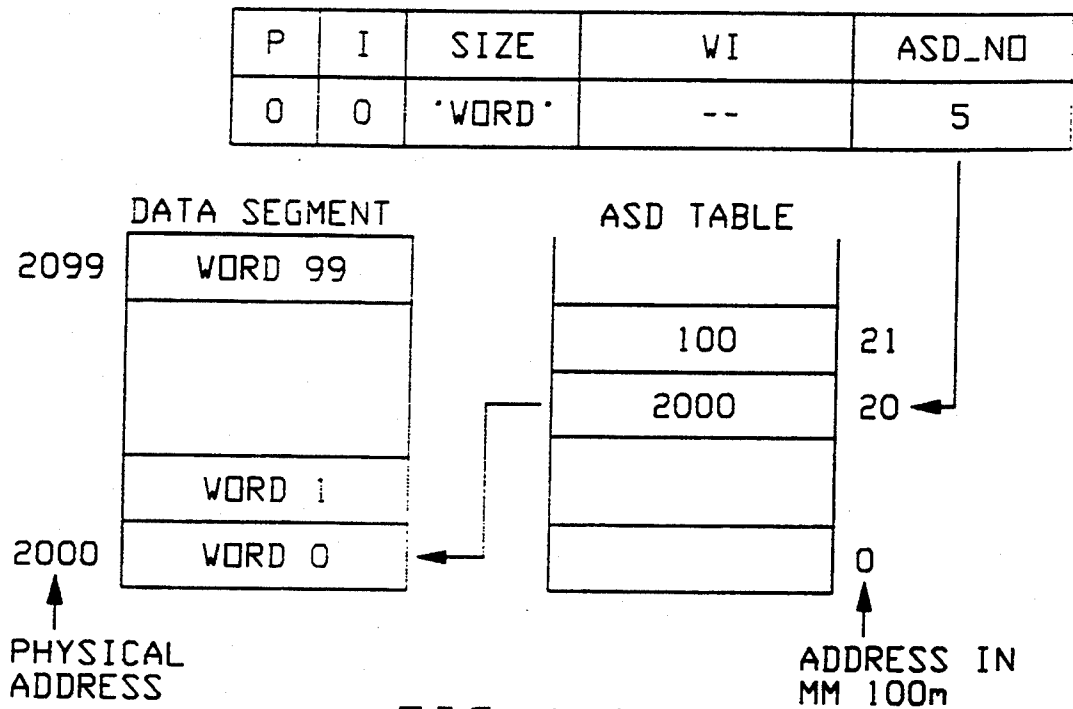 P I SIZE WI ASD_NO
0 0 'WORD' -- 5
DATA SEGMENT ASD TABLE
2099 WORD 99
100 21
2000 20
WORD 1
2000 WORD 0 0
PHYSICAL ADDRESS IN
ADDRESS MM 100m